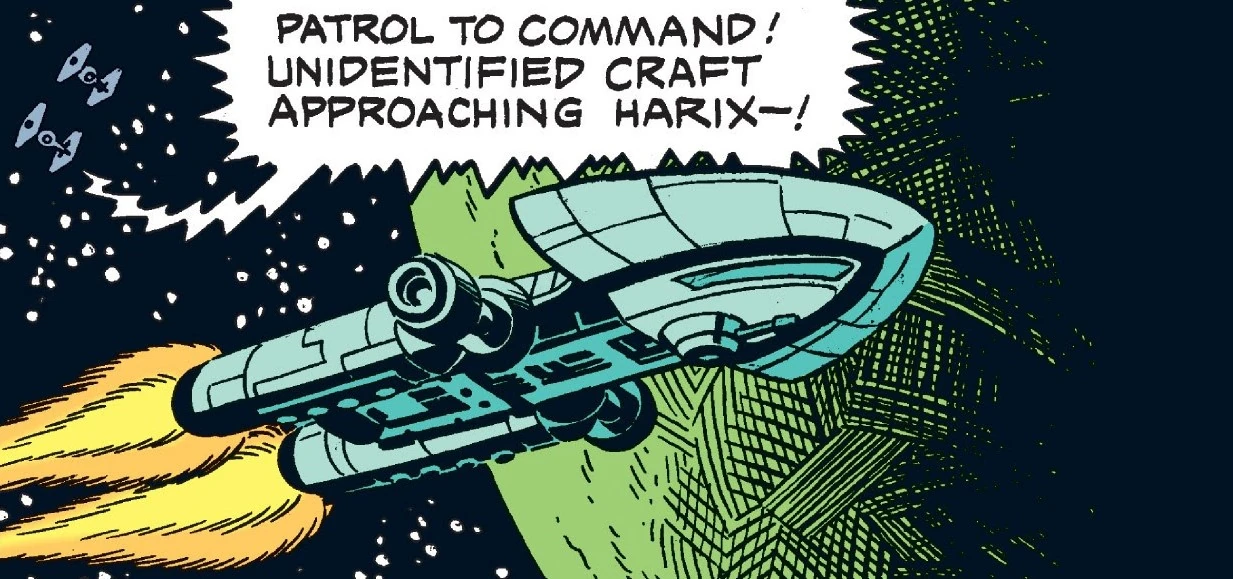 PATROL TO COMMAND!
UNIDENTIFIED CRAFT
APPROACHING HARIX—!